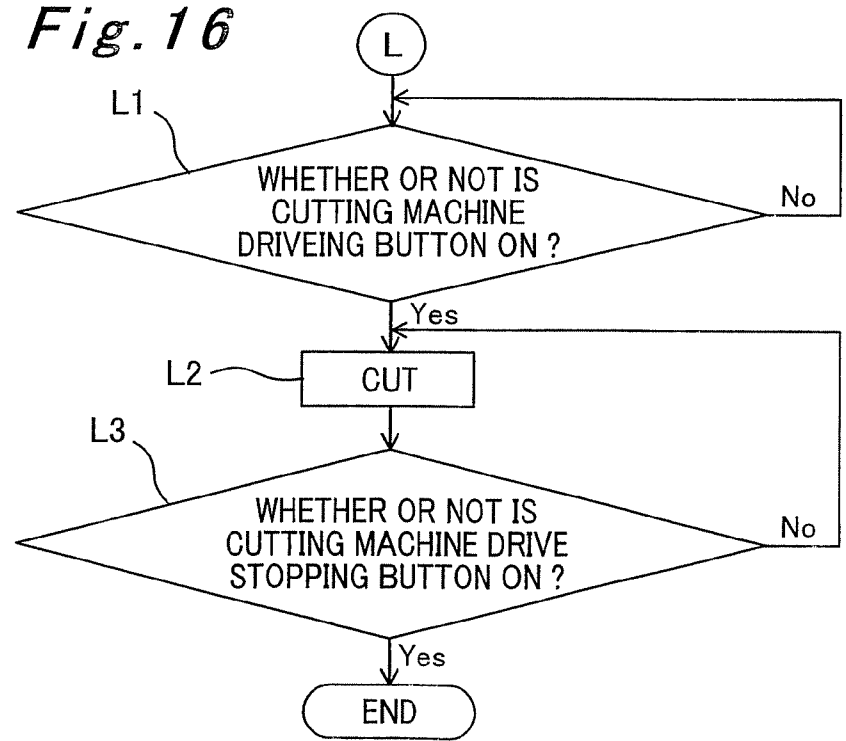 Fig.16
L
L1
WHETHER OR NOT IS
CUTTING MACHINE
DRIVEING BUTTON ON ?
No
Yes
L2
CUT
L3
WHETHER OR NOT IS
CUTTING MACHINE DRIVE
STOPPING BUTTON ON ?
No
Yes
END